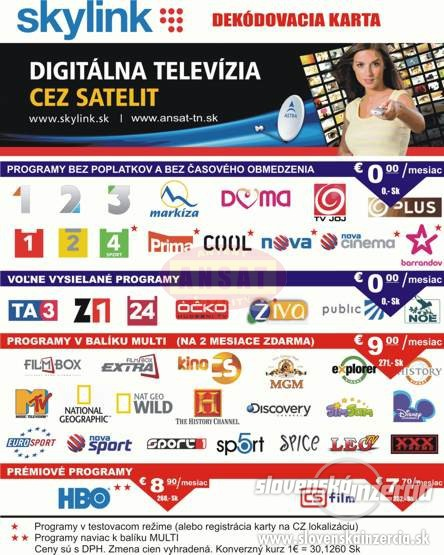 skylink DEKÓDOVACIA KARTA
DIGITÁLNA TELEVÍZIA
CEZ SATELIT
www.skylink.sk | www.ansat-tn.sk
ASTRA
PROGRAMY BEZ POPLATKOV A BEZ ČASOVÉHO OBMEDZENIA € 0 00 /mesiac
0,- Sk
1 2 3 markíza DOMA TV JOJ PLUS
1 2 4 SPORT * Prima COOL * nova * nova cinema * barrandov *
ANSAT
VOĽNE VYSIELANÉ PROGRAMY € 0 00 /mesiac
0,- Sk
TA3 Z1 24 ÓČKO ŽIVA public NOE
PROGRAMY V BALÍKU MULTI (NA 2 MESIACE ZDARMA) € 9 00 /mesiac
271,- Sk
FILMBOX FILMBOX EXTRA kino CS MGM explorer HISTORY
MTV MUSIC TELEVISION NATIONAL GEOGRAPHIC NAT GEO WILD H THE HISTORY CHANNEL Discovery JimJam Disney
EUROSPORT nova sport SPORT1 sport5 SPICE LEO XXX
PRÉMIOVÉ PROGRAMY € 8 90 /mesiac € 7 70 /mesiac
268,- Sk 232,- Sk
HBO ** CS film
slovenskáinzercia
www.slovenskainzercia.sk
* Programy v testovacom režime (alebo registrácia karty na CZ lokalizáciu)
** Programy naviac k balíku MULTI
Ceny sú s DPH. Zmena cien vyhradená. Konverzný kurz 1€ = 30,1260 Sk